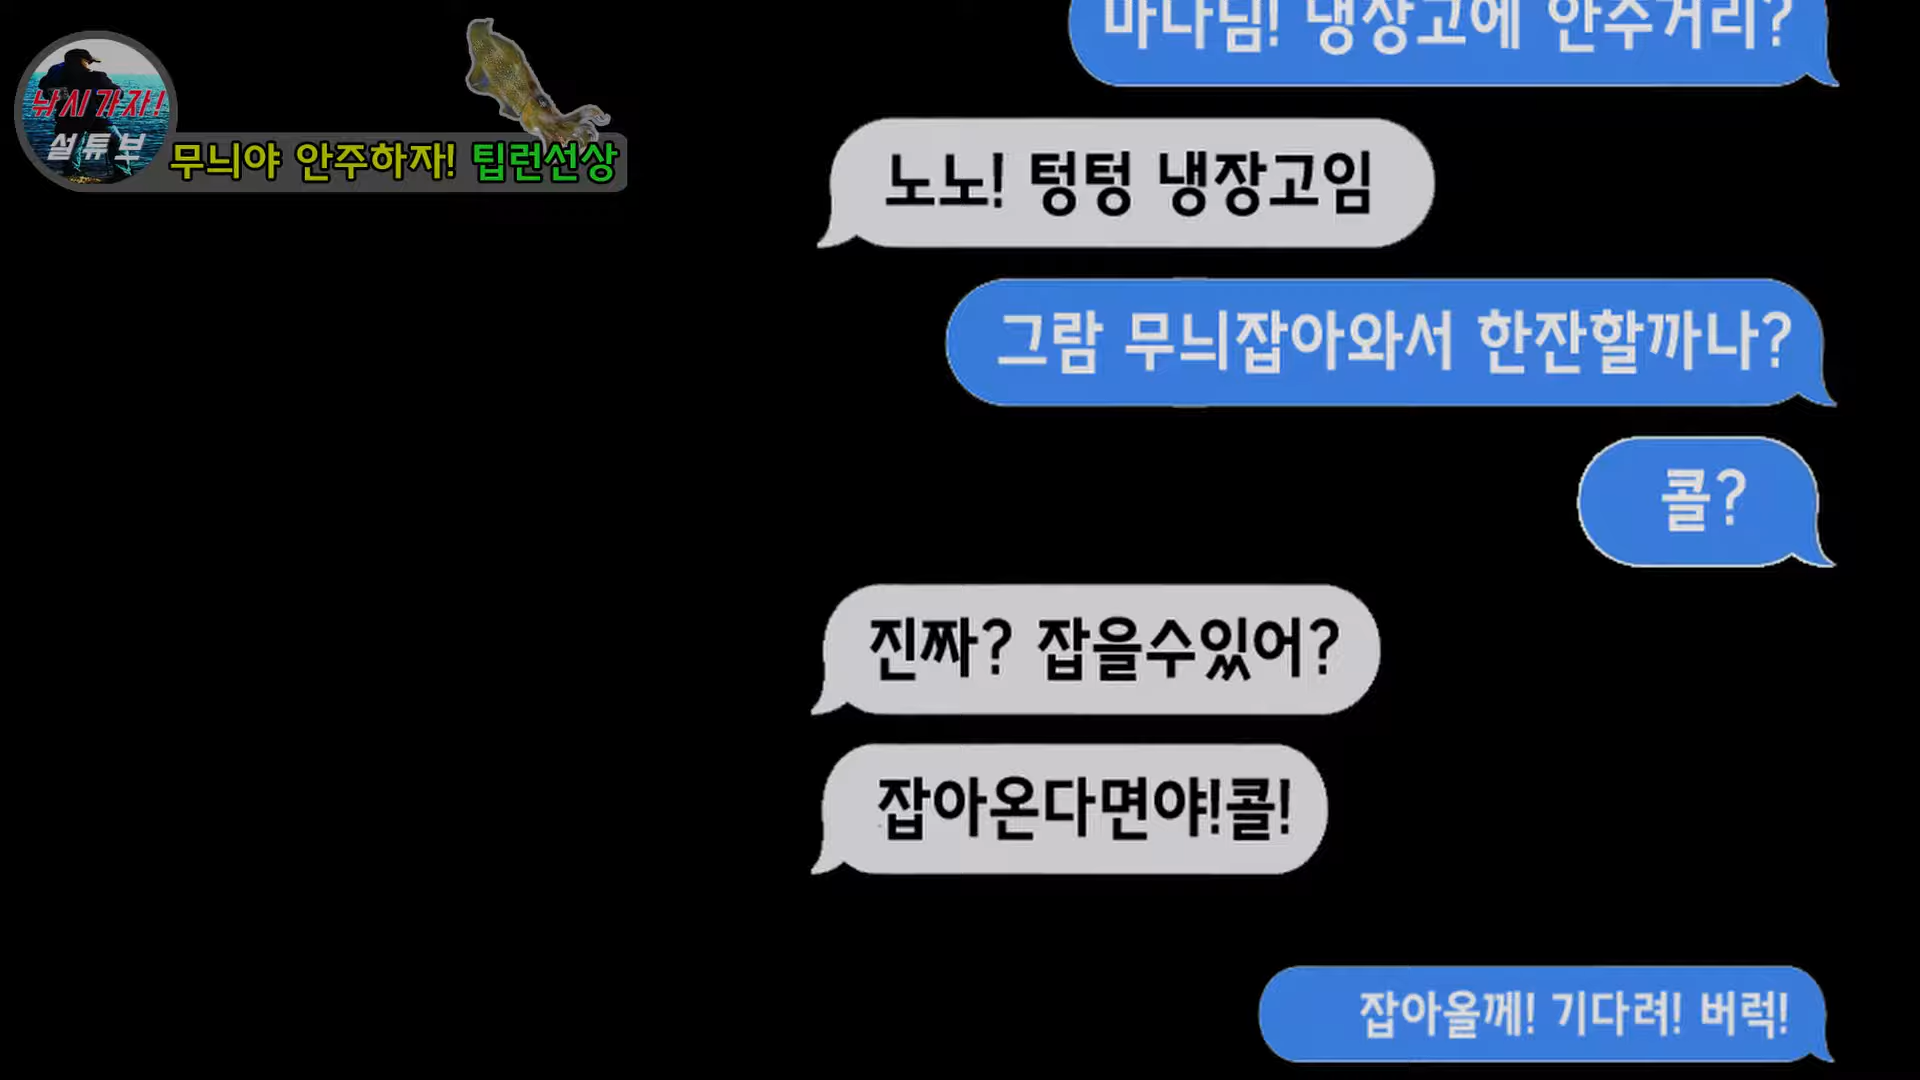 낚시가자!
설튜브
무늬야 안주하자! 팁런선상
마나님! 냉장고에 안주거리?
노노! 텅텅 냉장고임
그람 무늬잡아와서 한잔할까나?
콜?
진짜? 잡을수있어?
잡아온다면야!콜!
잡아올께! 기다려! 버럭!